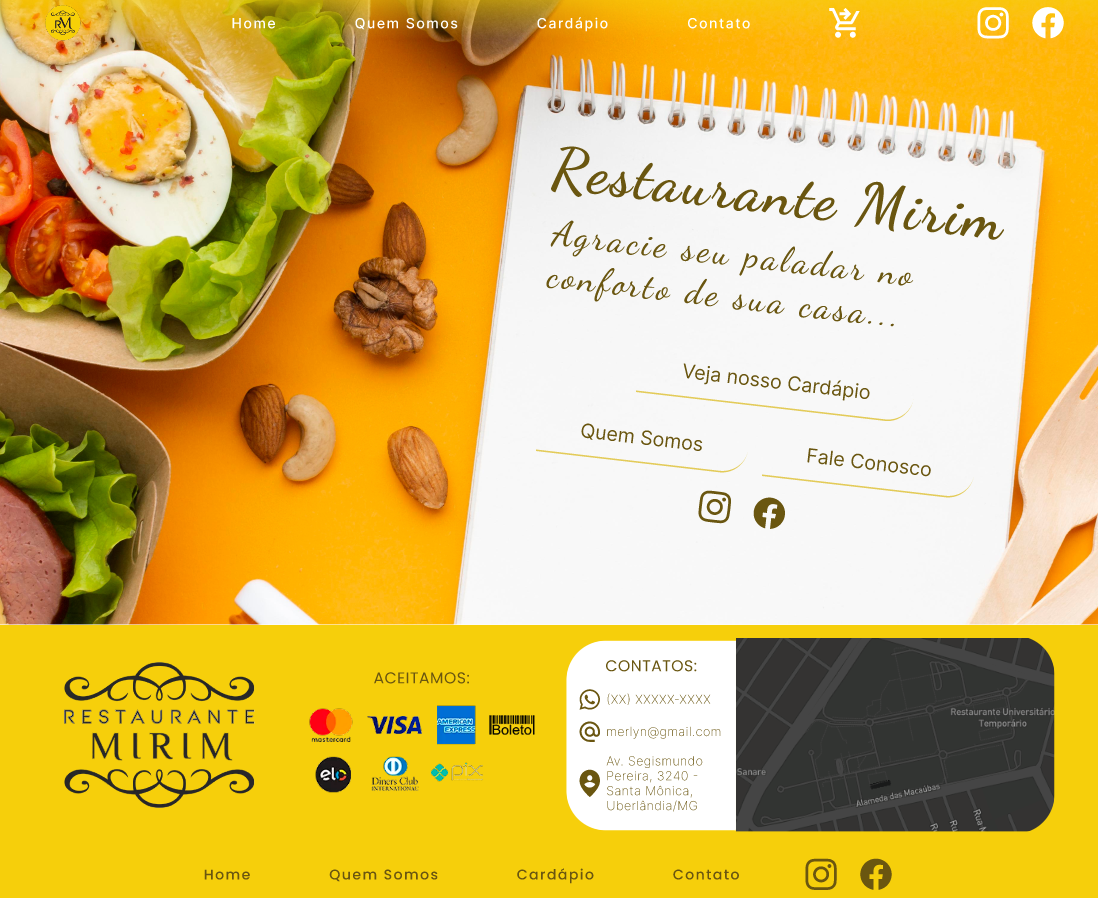 RM
Home
Quem Somos
Cardápio
Contato
Restaurante Mirim
Agracie seu paladar no
conforto de sua casa...
Veja nosso Cardápio
Quem Somos
Fale Conosco
RESTAURANTE
MIRIM
ACEITAMOS:
mastercard
VISA
AMERICAN
EXPRESS
Boleto
elo
Diners Club
INTERNATIONAL
pix
CONTATOS:
(XX) XXXXX-XXXX
merlyn@gmail.com
Av. Segismundo
Pereira, 3240 -
Santa Mônica,
Uberlândia/MG
Restaurante Universitário
Temporário
Sanare
Alameda das Macaúbas
Rua
Home
Quem Somos
Cardápio
Contato